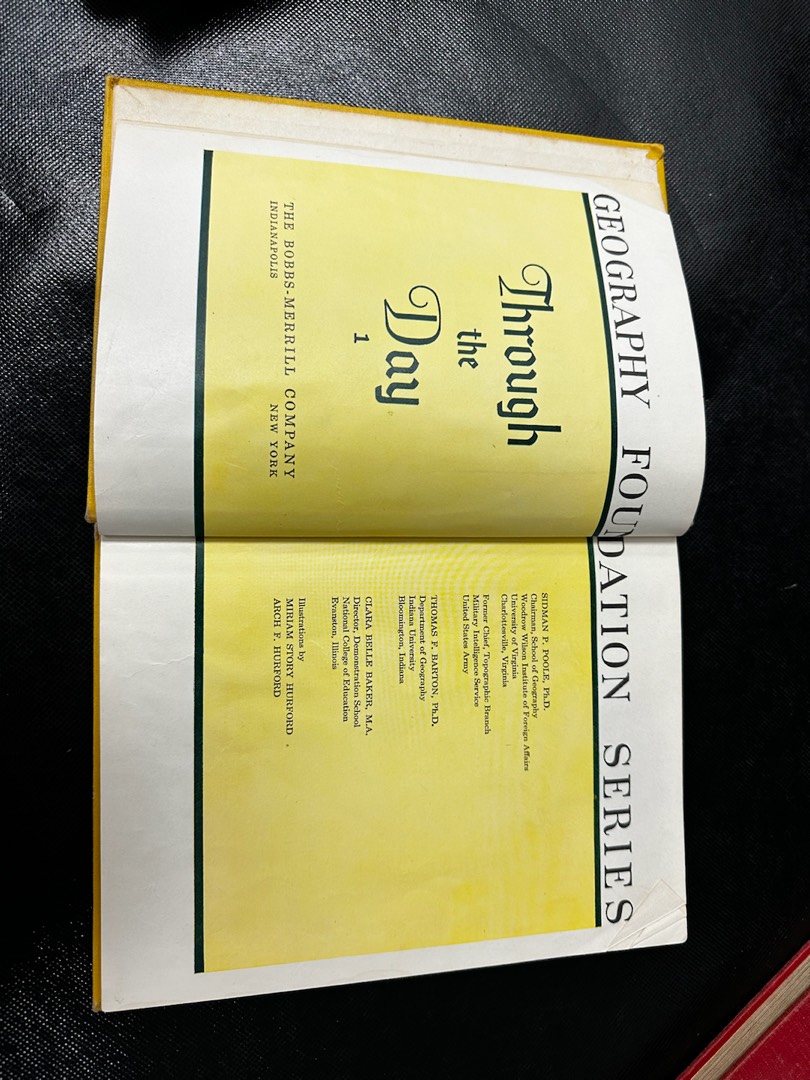 GEOGRAPHY FOUNDATION SERIES
Through
the
Day
1
THE BOBBS-MERRILL COMPANY
INDIANAPOLIS NEW YORK
SIDMAN P. POOLE, Ph.D.
Chairman, School of Geography
Woodrow Wilson Institute of Foreign Affairs
University of Virginia
Charlottesville, Virginia
Former Chief, Topographic Branch
Military Intelligence Service
United States Army
THOMAS F. BARTON, Ph.D.
Department of Geography
Indiana University
Bloomington, Indiana
CLARA BELLE BAKER, M.A.
Director, Demonstration School
National College of Education
Evanston, Illinois
Illustrations by
MIRIAM STORY HURFORD
ARCH F. HURFORD